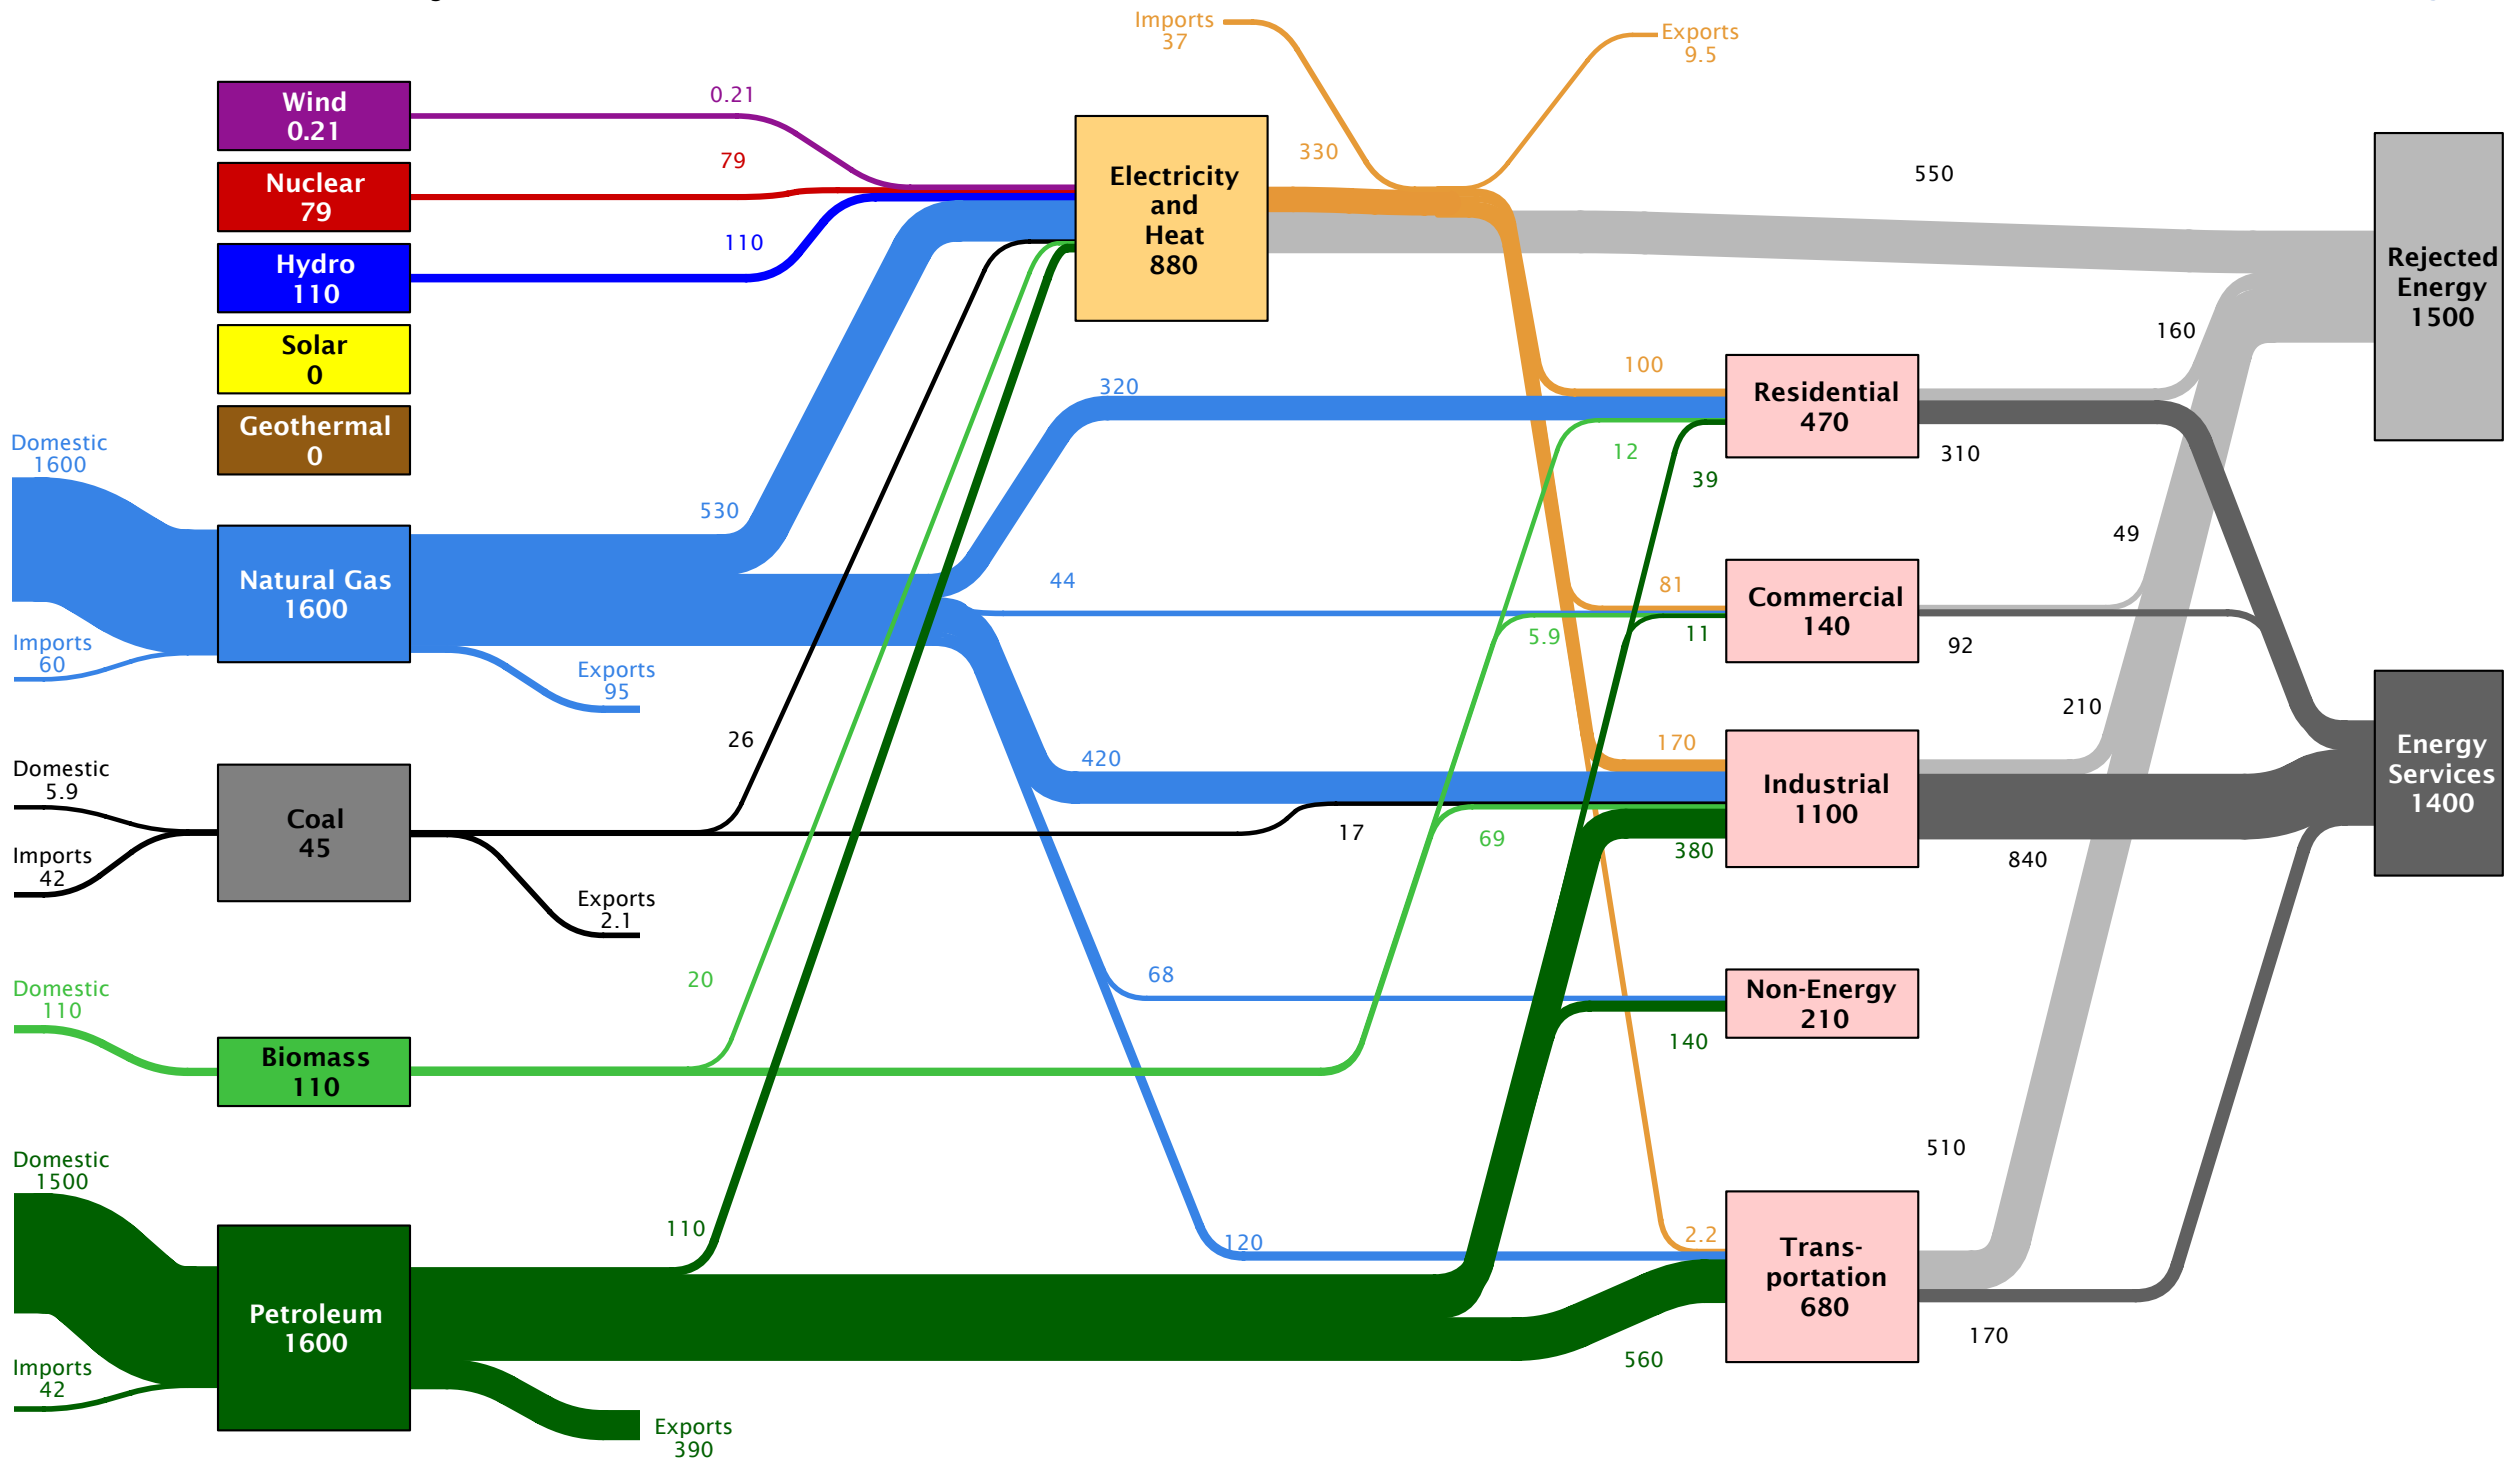 Imports
37
Exports
9.5
Wind
0.21
0.21
Nuclear
79
79
Hydro
110
110
Solar
0
Geothermal
0
Electricity
and
Heat
880
330
550
Rejected
Energy
1500
160
Domestic
1600
Natural Gas
1600
Imports
60
Exports
95
530
320
44
420
68
120
100
12
39
Residential
470
310
81
5.9
11
Commercial
140
49
92
Domestic
5.9
Imports
42
Coal
45
Exports
2.1
26
17
170
69
380
Industrial
1100
210
840
Energy
Services
1400
Domestic
110
Biomass
110
20
Non-Energy
210
140
Domestic
1500
Imports
42
Petroleum
1600
110
Exports
390
2.2
560
Trans-
portation
680
510
170